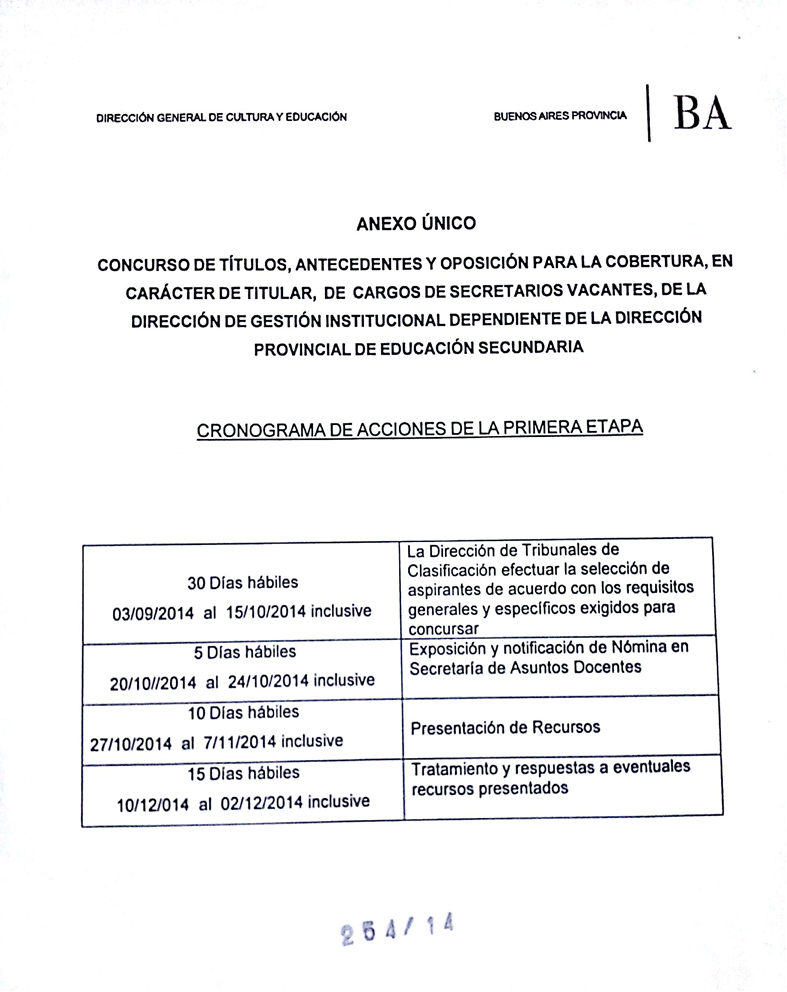 DIRECCIÓN GENERAL DE CULTURA Y EDUCACIÓN
BUENOS AIRES PROVINCIA
BA
ANEXO ÚNICO
CONCURSO DE TÍTULOS, ANTECEDENTES Y OPOSICIÓN PARA LA COBERTURA, EN
CARÁCTER DE TITULAR, DE CARGOS DE SECRETARIOS VACANTES, DE LA
DIRECCIÓN DE GESTIÓN INSTITUCIONAL DEPENDIENTE DE LA DIRECCIÓN
PROVINCIAL DE EDUCACIÓN SECUNDARIA
CRONOGRAMA DE ACCIONES DE LA PRIMERA ETAPA
30 Días hábiles
03/09/2014 al 15/10/2014 inclusive
La Dirección de Tribunales de
Clasificación efectuar la selección de
aspirantes de acuerdo con los requisitos
generales y específicos exigidos para
concursar
5 Días hábiles
20/10//2014 al 24/10/2014 inclusive
Exposición y notificación de Nómina en
Secretaría de Asuntos Docentes
10 Días hábiles
27/10/2014 al 7/11/2014 inclusive
Presentación de Recursos
15 Días hábiles
10/12/014 al 02/12/2014 inclusive
Tratamiento y respuestas a eventuales
recursos presentados
254/14